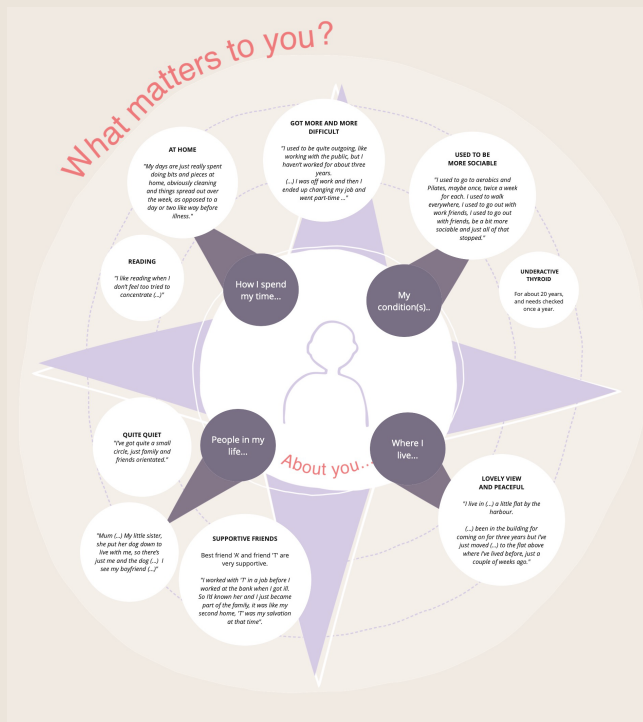 What matters to you?
GOT MORE AND MORE
DIFFICULT
"I used to be quite outgoing, like
working with the public, but I
haven't worked for about three
years.
(...) I was off work and then I
ended up changing my job and
went part-time ..."
AT HOME
"My days are just really spent
doing bits and pieces at
home, obviously cleaning
and things spread out over
the week, as opposed to a
day or two like way before
illness."
USED TO BE
MORE SOCIABLE
"I used to go to aerobics and
Pilates, maybe once, twice a week
for each. I used to walk
everywhere, I used to go out with
work friends, I used to go out
with friends, be a bit more
sociable and just all of that
stopped."
READING
"I like reading when I
don't feel too tried to
concentrate (...)"
UNDERACTIVE
THYROID
For about 20 years,
and needs checked
once a year.
How I spend
my time...
My
condition(s)..
People in my
life...
Where I
live...
About you...
QUITE QUIET
"I've got quite a small
circle, just family and
friends orientated."
LOVELY VIEW
AND PEACEFUL
"I live in (...) a little flat by the
harbour.
(...) been in the building for
coming on for three years but I've
just moved (...) to the flat above
where I've lived before, just a
couple of weeks ago."
"Mum (...) My little sister,
she put her dog down to
live with me, so there's
just me and the dog (...) I
see my boyfriend (...)"
SUPPORTIVE FRIENDS
Best friend 'A' and friend 'T' are
very supportive.
"I worked with 'T' in a job before I
worked at the bank when I got ill.
So I'd known her and I just became
part of the family, it was like my
second home, 'T' was my salvation
at that time".